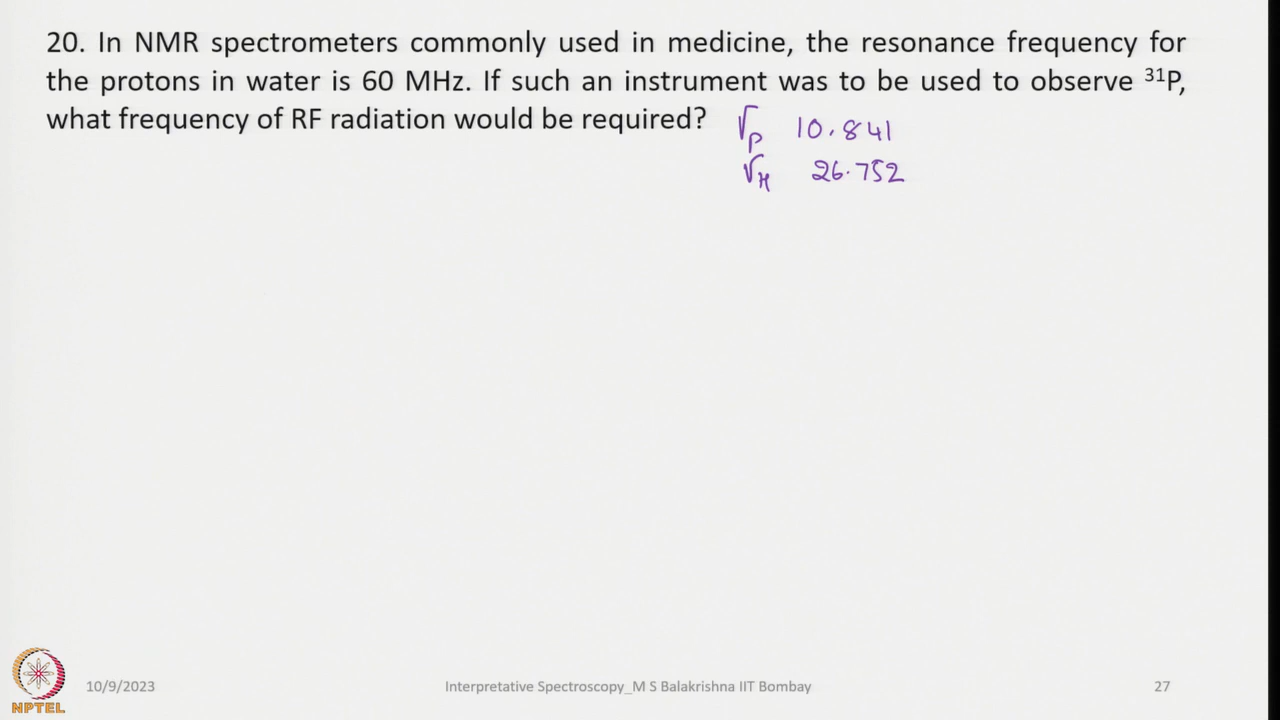 20. In NMR spectrometers commonly used in medicine, the resonance frequency for
the protons in water is 60 MHz. If such an instrument was to be used to observe ³¹P,
what frequency of RF radiation would be required?
γP 10.841
γH 26.752
NPTEL
10/9/2023
Interpretative Spectroscopy_M S Balakrishna IIT Bombay
27